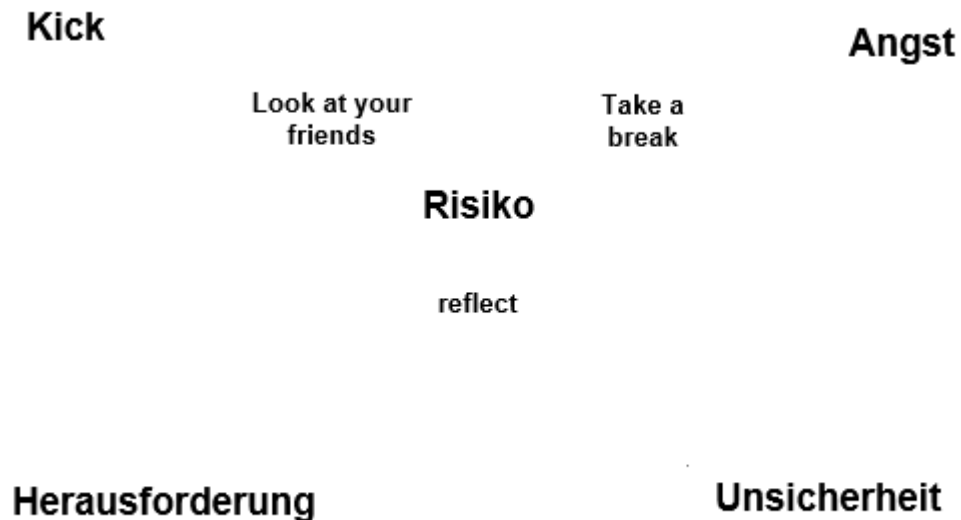 Kick
Angst
Look at your
friends
Take a
break
Risiko
reflect
Herausforderung
Unsicherheit